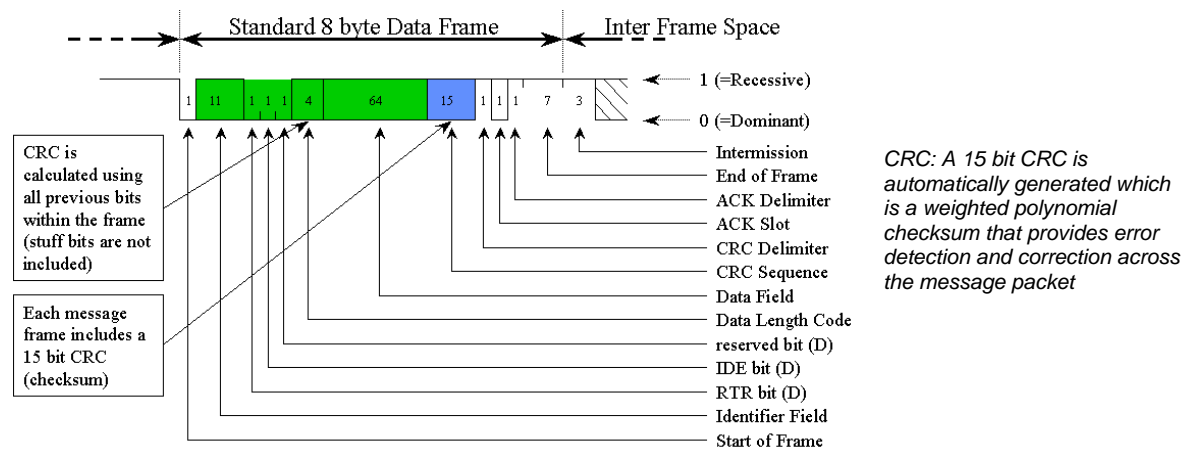 Standard 8 byte Data Frame
Inter Frame Space
1 11 1 1 1 4 64 15 1 1 1 7 3
1 (=Recessive)
0 (=Dominant)
CRC is
calculated using
all previous bits
within the frame
(stuff bits are not
included)
Each message
frame includes a
15 bit CRC
(checksum)
Intermission
End of Frame
ACK Delimiter
ACK Slot
CRC Delimiter
CRC Sequence
Data Field
Data Length Code
reserved bit (D)
IDE bit (D)
RTR bit (D)
Identifier Field
Start of Frame
CRC: A 15 bit CRC is
automatically generated which
is a weighted polynomial
checksum that provides error
detection and correction across
the message packet